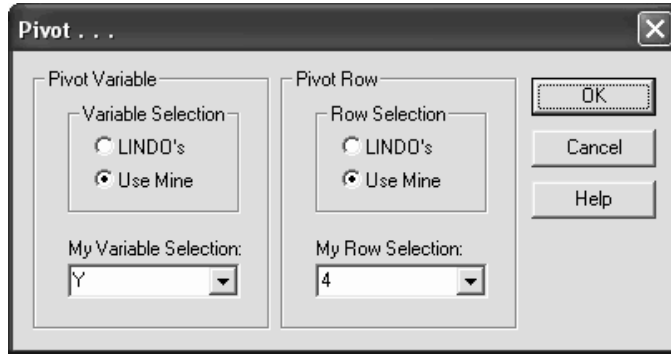 Pivot . . .
Pivot Variable
Variable Selection
LINDO's
Use Mine
My Variable Selection:
Y
Pivot Row
Row Selection
LINDO's
Use Mine
My Row Selection:
4
OK
Cancel
Help